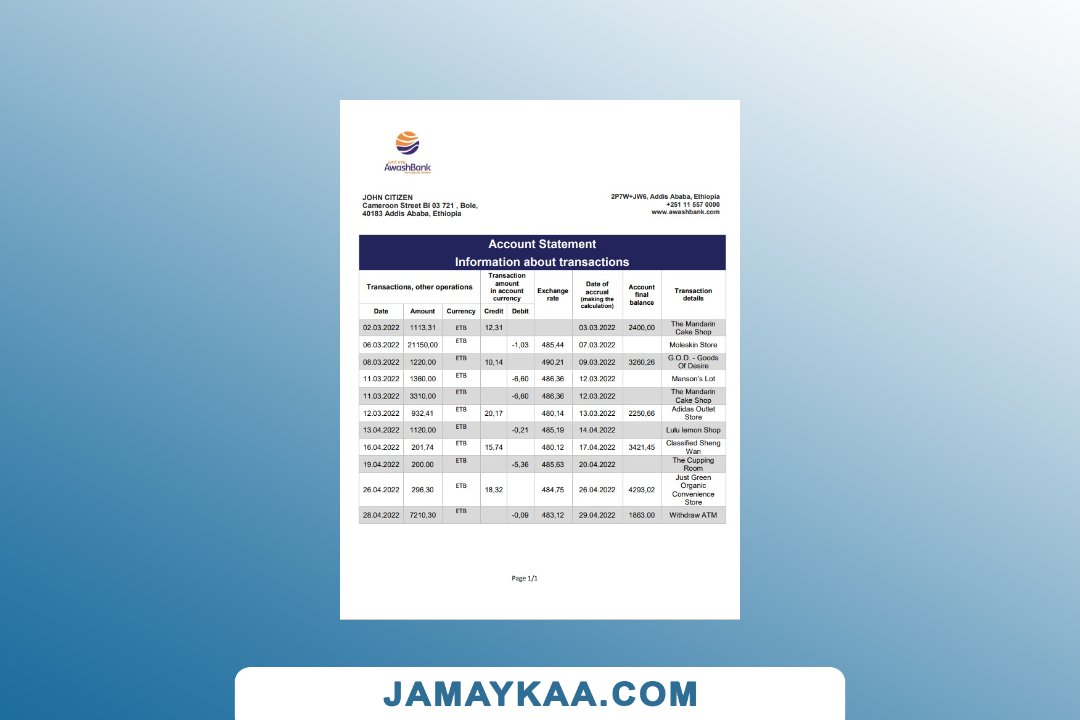 AwashBank
JOHN CITIZEN
Cameroon Street Bl 03 721 , Bole,
40183 Addis Ababa, Ethiopia
2P7W+JW6, Addis Ababa, Ethiopia
+251 11 557 0000
www.awashbank.com
Account Statement
Information about transactions
Transactions, other operations
Transaction
amount
in account
currency
Exchange
rate
Date of
accrual
(making the
calculation)
Account
final
balance
Transaction
details
Date Amount Currency Credit Debit
02.03.2022 1113,31 ETB 12,31 03.03.2022 2400,00 The Mandarin
Cake Shop
06.03.2022 21150,00 ETB -1,03 485,44 07.03.2022 Moleskin Store
08.03.2022 1220,00 ETB 10,14 490,21 09.03.2022 3260,26 G.O.D. - Goods
Of Desire
11.03.2022 1360,00 ETB -6,60 486,36 12.03.2022 Manson's Lot
11.03.2022 3310,00 ETB -6,60 486,36 12.03.2022 The Mandarin
Cake Shop
12.03.2022 932,41 ETB 20,17 480,14 13.03.2022 2250,66 Adidas Outlet
Store
13.04.2022 1120,00 ETB -0,21 485,19 14.04.2022 Lulu lemon Shop
16.04.2022 201,74 ETB 15,74 480,12 17.04.2022 3421,45 Classified Sheng
Wan
19.04.2022 200,00 ETB -5,36 485,63 20.04.2022 The Cupping
Room
26.04.2022 296,30 ETB 18,32 484,75 26.04.2022 4293,02 Just Green
Organic
Convenience
Store
28.04.2022 7210,30 ETB -0,09 483,12 29.04.2022 1863.00 Withdraw ATM
Page 1/1
JAMAYKAA.COM